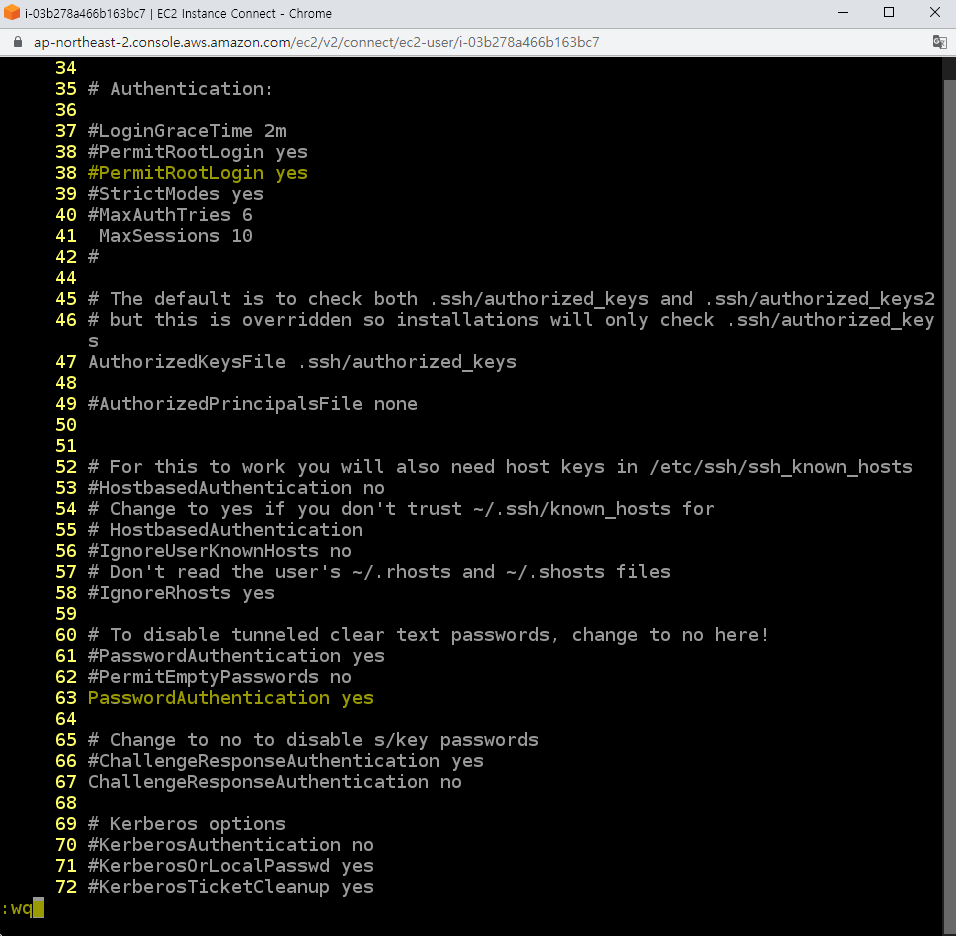 i-03b278a466b163bc7 | EC2 Instance Connect - Chrome
ap-northeast-2.console.aws.amazon.com/ec2/v2/connect/ec2-user/i-03b278a466b163bc7
34
35 # Authentication:
36
37 #LoginGraceTime 2m
38 #PermitRootLogin yes
38 #PermitRootLogin yes
39 #StrictModes yes
40 #MaxAuthTries 6
41  MaxSessions 10
42 #
44
45 # The default is to check both .ssh/authorized_keys and .ssh/authorized_keys2
46 # but this is overridden so installations will only check .ssh/authorized_key
s
47 AuthorizedKeysFile .ssh/authorized_keys
48
49 #AuthorizedPrincipalsFile none
50
51
52 # For this to work you will also need host keys in /etc/ssh/ssh_known_hosts
53 #HostbasedAuthentication no
54 # Change to yes if you don't trust ~/.ssh/known_hosts for
55 # HostbasedAuthentication
56 #IgnoreUserKnownHosts no
57 # Don't read the user's ~/.rhosts and ~/.shosts files
58 #IgnoreRhosts yes
59
60 # To disable tunneled clear text passwords, change to no here!
61 #PasswordAuthentication yes
62 #PermitEmptyPasswords no
63 PasswordAuthentication yes
64
65 # Change to no to disable s/key passwords
66 #ChallengeResponseAuthentication yes
67 ChallengeResponseAuthentication no
68
69 # Kerberos options
70 #KerberosAuthentication no
71 #KerberosOrLocalPasswd yes
72 #KerberosTicketCleanup yes
:wq